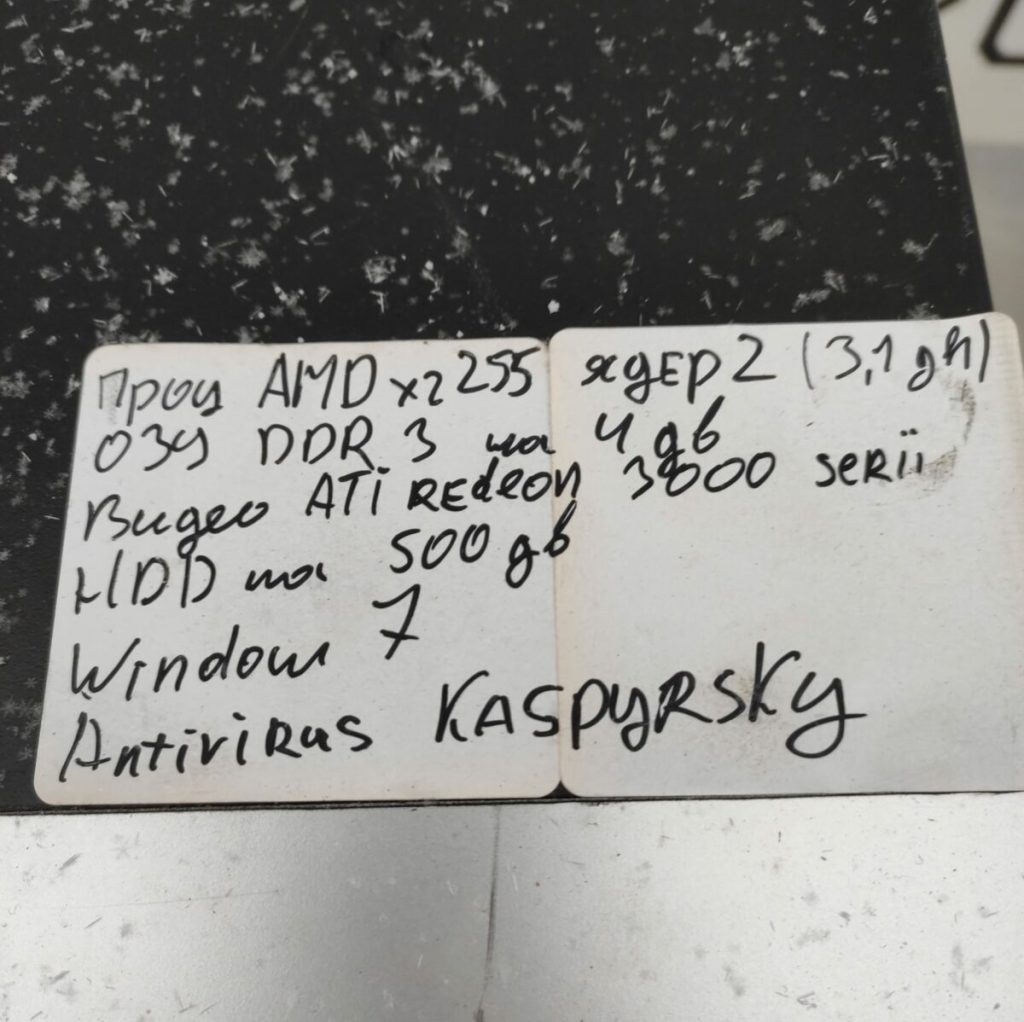 Проц AMD x2 255 ядер 2 (3,1 gh)
ОЗУ DDR 3 на 4 gb
Видео ATi REdeon 3800 serii
HDD на 500 gb
Window 7
Antivirus KASPYRSKY